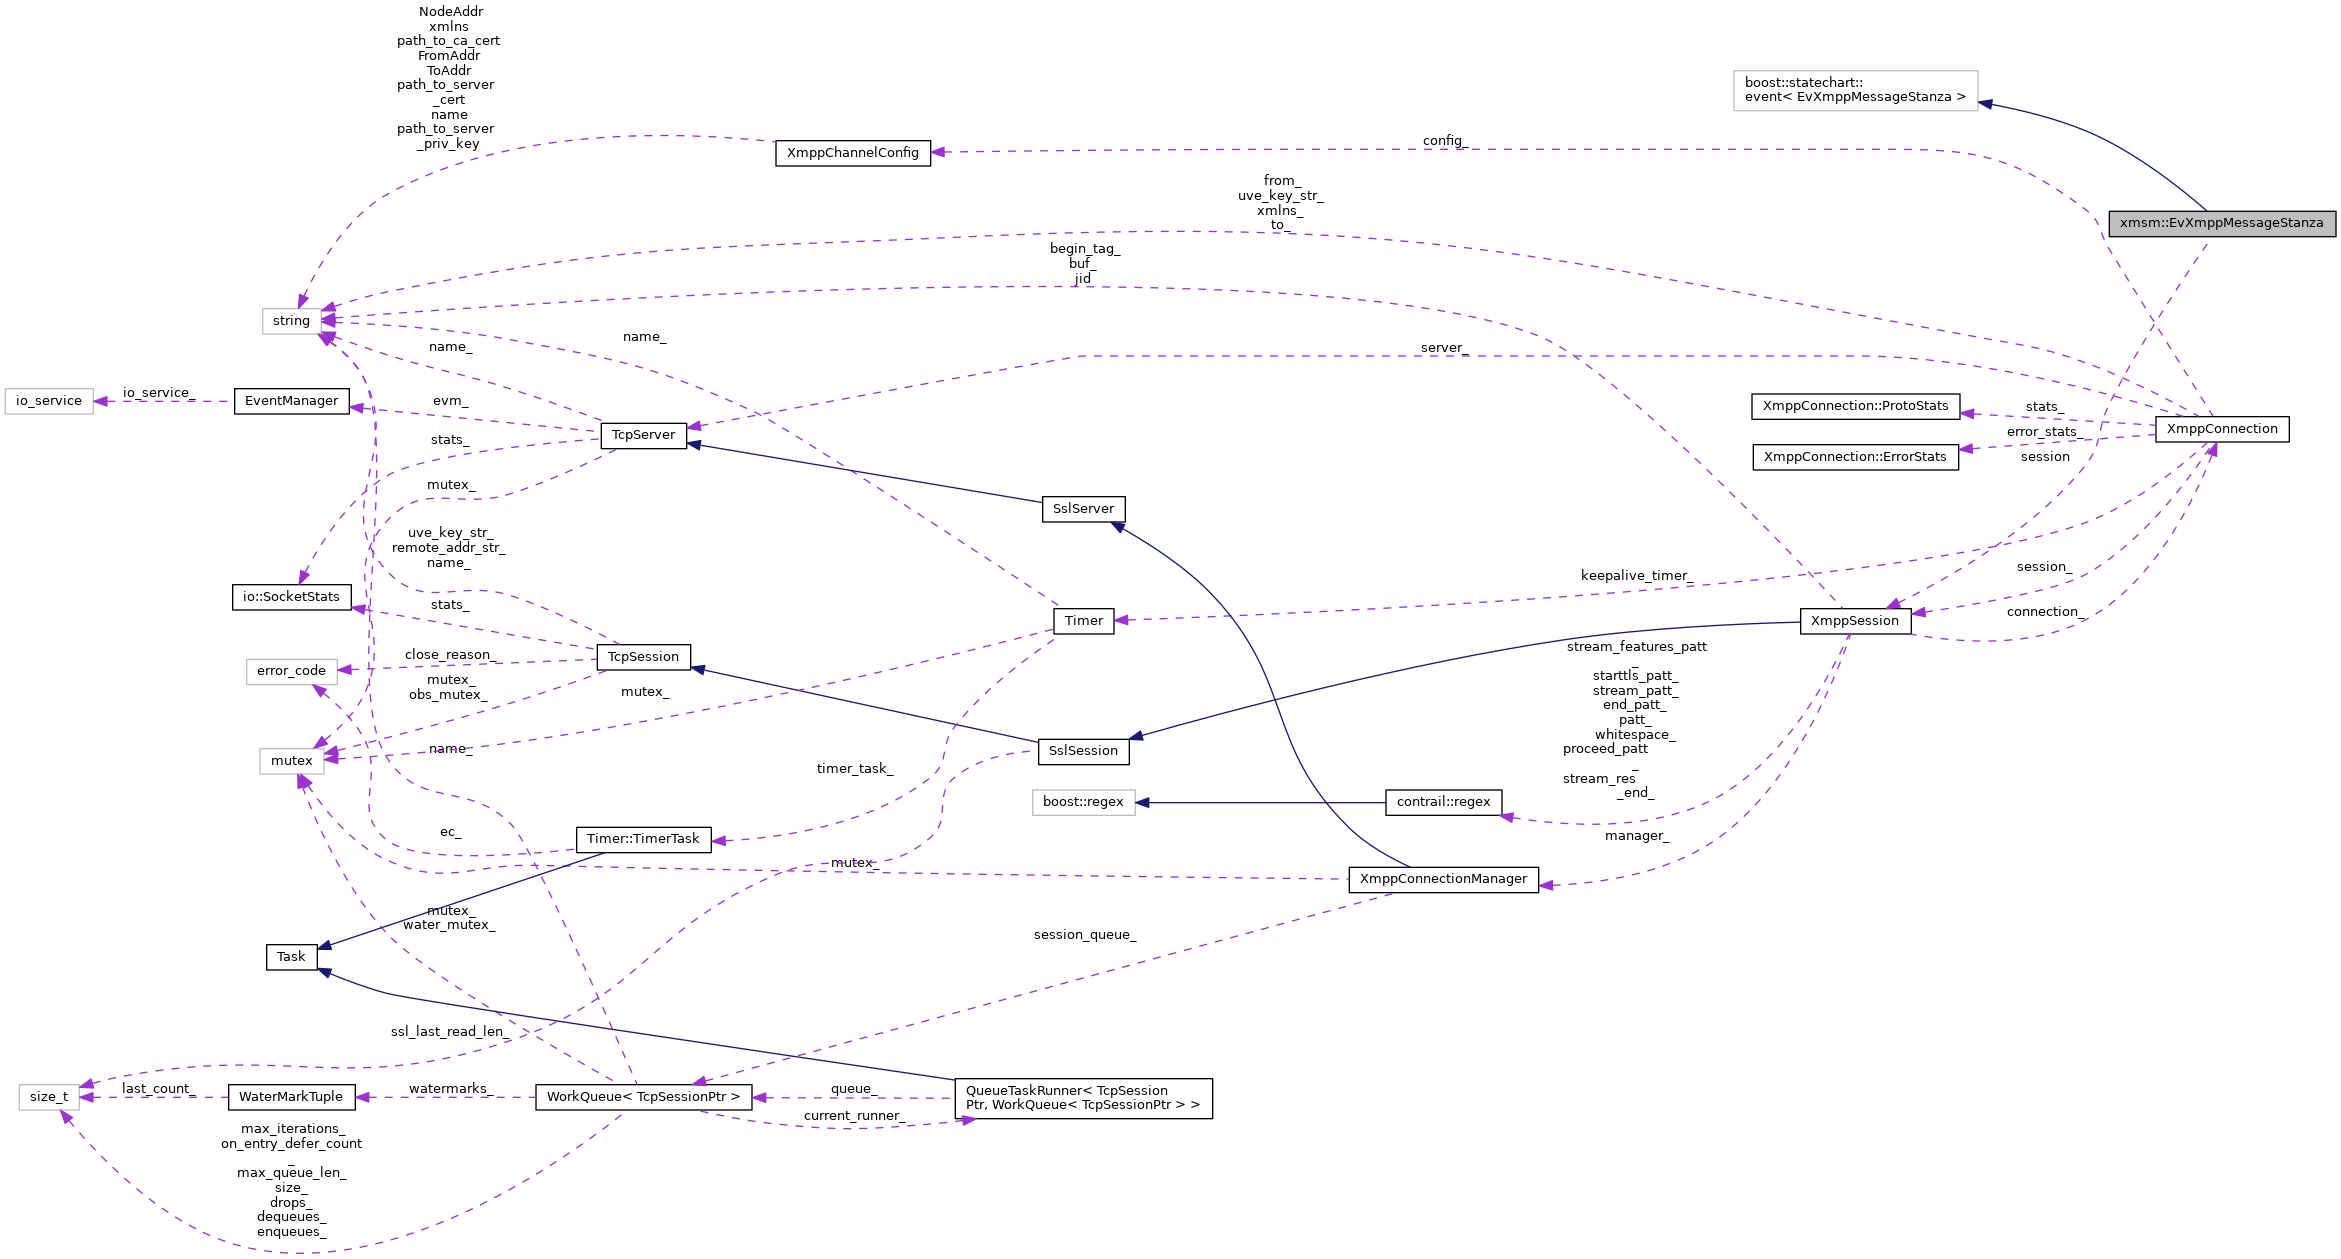 NodeAddr
xmlns
path_to_ca_cert
FromAddr
ToAddr
path_to_server
_cert
name
path_to_server
_priv_key
boost::statechart::
event< EvXmppMessageStanza >
XmppChannelConfig
config_
from_
uve_key_str_
xmlns_
to_
xmsm::EvXmppMessageStanza
begin_tag_
buf_
jid
string
name_
name_
server_
io_service
io_service_
EventManager
evm_
TcpServer
stats_
XmppConnection::ProtoStats
stats_
XmppConnection
error_stats_
XmppConnection::ErrorStats
session
mutex_
SslServer
uve_key_str_
remote_addr_str_
name_
io::SocketStats
stats_
keepalive_timer_
session_
connection_
Timer
XmppSession
close_reason_
TcpSession
error_code
mutex_
obs_mutex_
mutex_
stream_features_patt
_
starttls_patt_
stream_patt_
end_patt_
patt_
whitespace_
proceed_patt
_
stream_res
_end_
name_
mutex
SslSession
timer_task_
boost::regex
contrail::regex
ec_
Timer::TimerTask
manager_
mutex_
XmppConnectionManager
mutex_
water_mutex_
session_queue_
Task
ssl_last_read_len_
size_t
last_count_
WaterMarkTuple
watermarks_
WorkQueue< TcpSessionPtr >
queue_
current_runner_
QueueTaskRunner< TcpSession
Ptr, WorkQueue< TcpSessionPtr > >
max_iterations_
on_entry_defer_count
_
max_queue_len_
size_
drops_
dequeues_
enqueues_